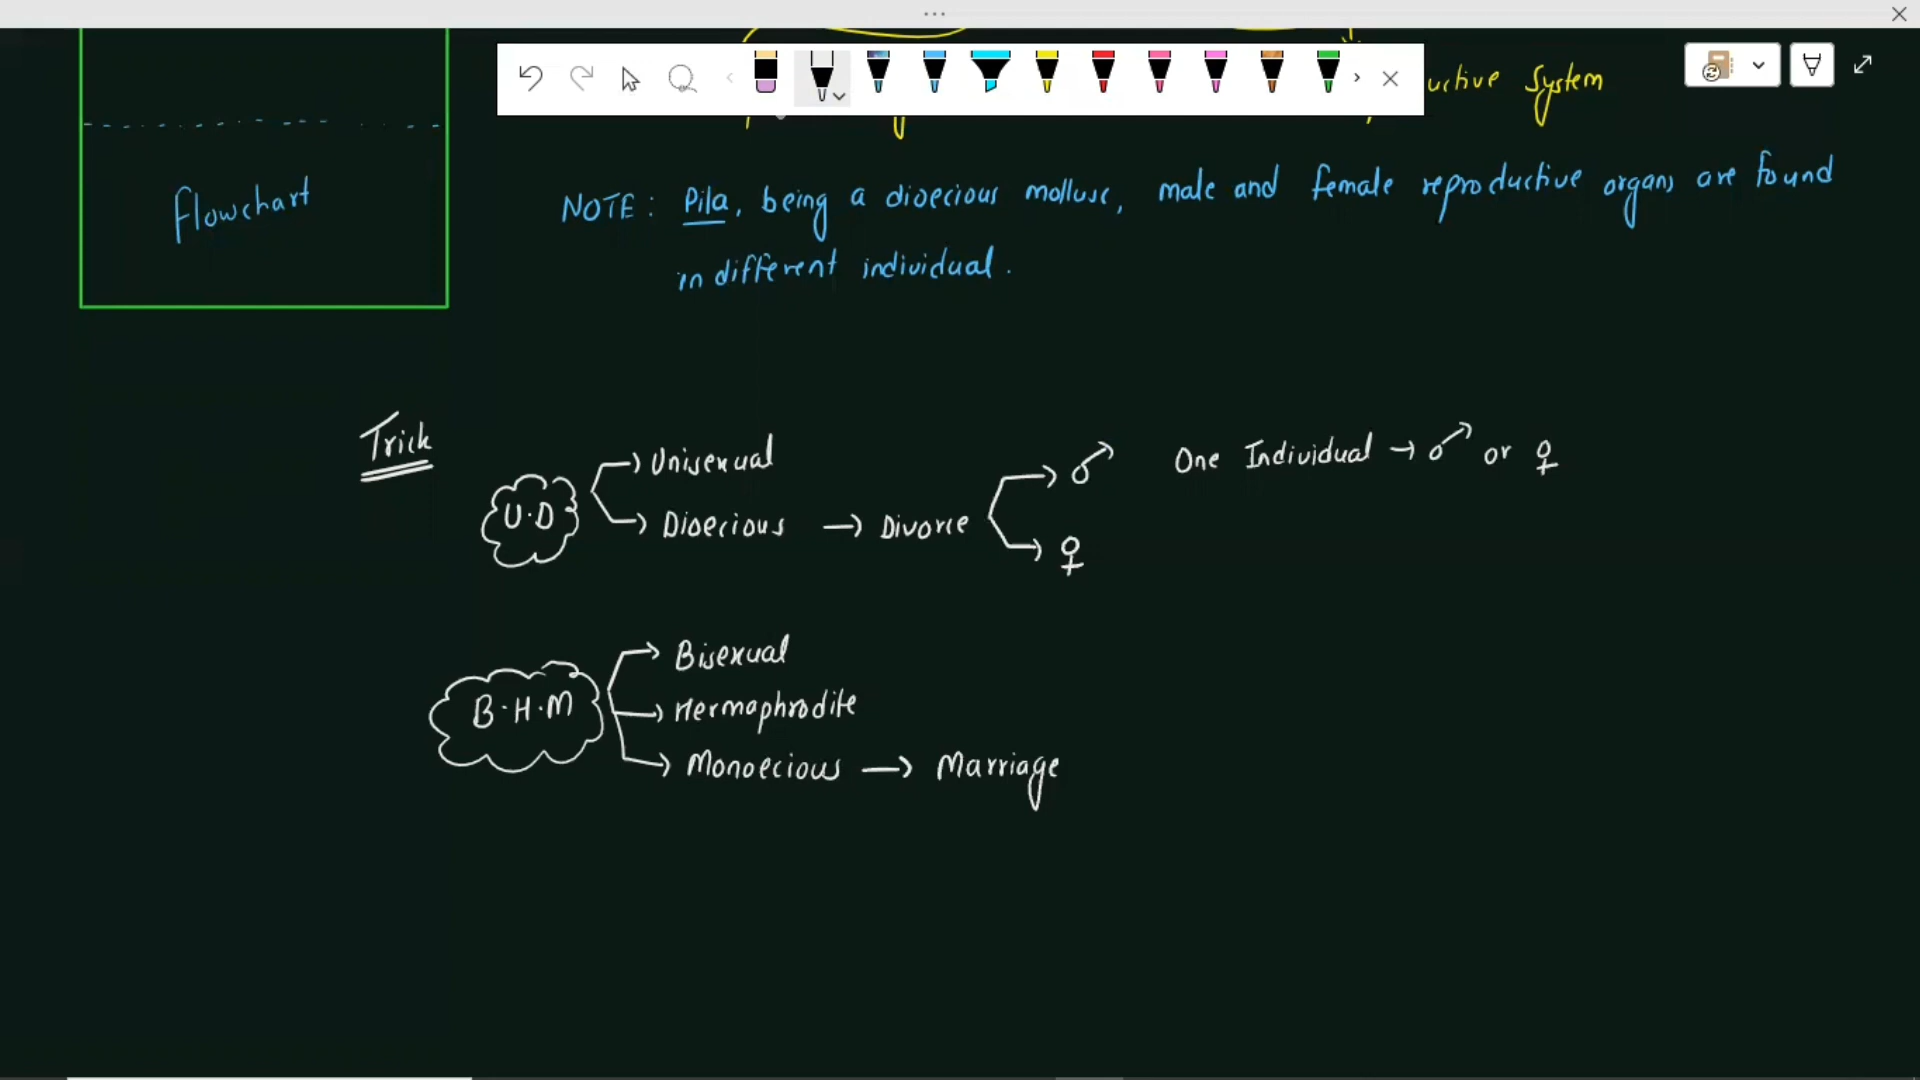 uctive System
Flowchart
NOTE: Pila, being a dioecious mollusc, male and female reproductive organs are found
in different individual.
Trick
U.D
Unisexual
Dioecious → Divorce
♂
♀
One Individual → ♂ or ♀
B.H.M
Bisexual
Hermaphrodite
Monoecious → Marriage